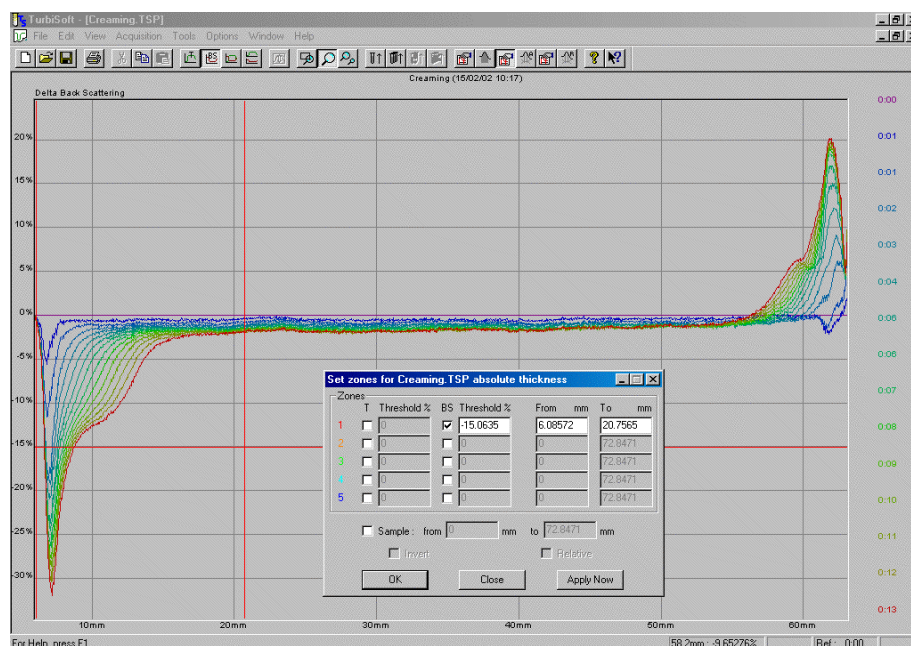 TurbiSoft - [Creaming.TSP]
File Edit View Acquisition Tools Options Window Help
Creaming (15/02/02 10:17)
Delta Back Scattering
20%
15%
10%
5%
0%
-5%
-10%
-15%
-20%
-25%
-30%
10mm 20mm 30mm 40mm 50mm 60mm
0:00
0:01
0:01
0:02
0:03
0:04
0:05
0:06
0:07
0:08
0:09
0:10
0:11
0:12
0:13
Set zones for Creaming.TSP absolute thickness
Zones
T Threshold % BS Threshold % From mm To mm
1 0 -15.0635 6.08572 20.7565
2 0 0 0 72.8471
3 0 0 0 72.8471
4 0 0 0 72.8471
5 0 0 0 72.8471
Sample : from 0 mm to 72.8471 mm
Invert Relative
OK Close Apply Now
For Help, press F1 58.2mm : -9.65276% Ref : 0:00